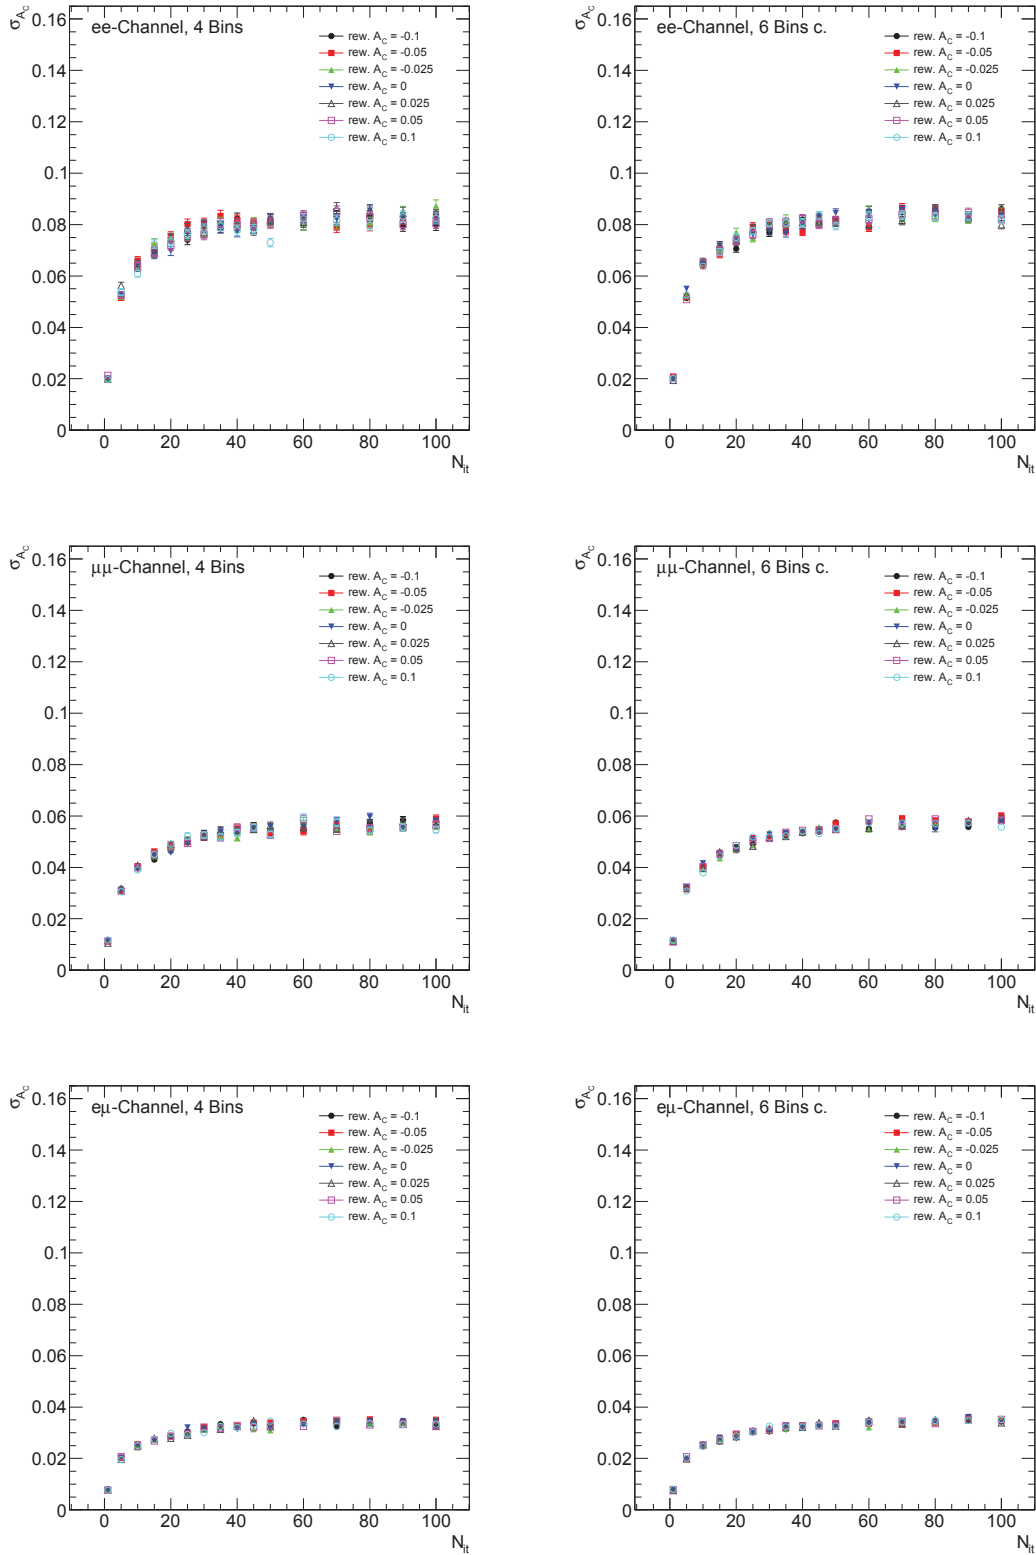 σ_A_C
ee-Channel, 4 Bins
rew. A_C = -0.1
rew. A_C = -0.05
rew. A_C = -0.025
rew. A_C = 0
rew. A_C = 0.025
rew. A_C = 0.05
rew. A_C = 0.1
0.16
0.14
0.12
0.1
0.08
0.06
0.04
0.02
0
0 20 40 60 80 100
N_it
σ_A_C
ee-Channel, 6 Bins c.
rew. A_C = -0.1
rew. A_C = -0.05
rew. A_C = -0.025
rew. A_C = 0
rew. A_C = 0.025
rew. A_C = 0.05
rew. A_C = 0.1
0.16
0.14
0.12
0.1
0.08
0.06
0.04
0.02
0
0 20 40 60 80 100
N_it
σ_A_C
μμ-Channel, 4 Bins
rew. A_C = -0.1
rew. A_C = -0.05
rew. A_C = -0.025
rew. A_C = 0
rew. A_C = 0.025
rew. A_C = 0.05
rew. A_C = 0.1
0.16
0.14
0.12
0.1
0.08
0.06
0.04
0.02
0
0 20 40 60 80 100
N_it
σ_A_C
μμ-Channel, 6 Bins c.
rew. A_C = -0.1
rew. A_C = -0.05
rew. A_C = -0.025
rew. A_C = 0
rew. A_C = 0.025
rew. A_C = 0.05
rew. A_C = 0.1
0.16
0.14
0.12
0.1
0.08
0.06
0.04
0.02
0
0 20 40 60 80 100
N_it
σ_A_C
eμ-Channel, 4 Bins
rew. A_C = -0.1
rew. A_C = -0.05
rew. A_C = -0.025
rew. A_C = 0
rew. A_C = 0.025
rew. A_C = 0.05
rew. A_C = 0.1
0.16
0.14
0.12
0.1
0.08
0.06
0.04
0.02
0
0 20 40 60 80 100
N_it
σ_A_C
eμ-Channel, 6 Bins c.
rew. A_C = -0.1
rew. A_C = -0.05
rew. A_C = -0.025
rew. A_C = 0
rew. A_C = 0.025
rew. A_C = 0.05
rew. A_C = 0.1
0.16
0.14
0.12
0.1
0.08
0.06
0.04
0.02
0
0 20 40 60 80 100
N_it